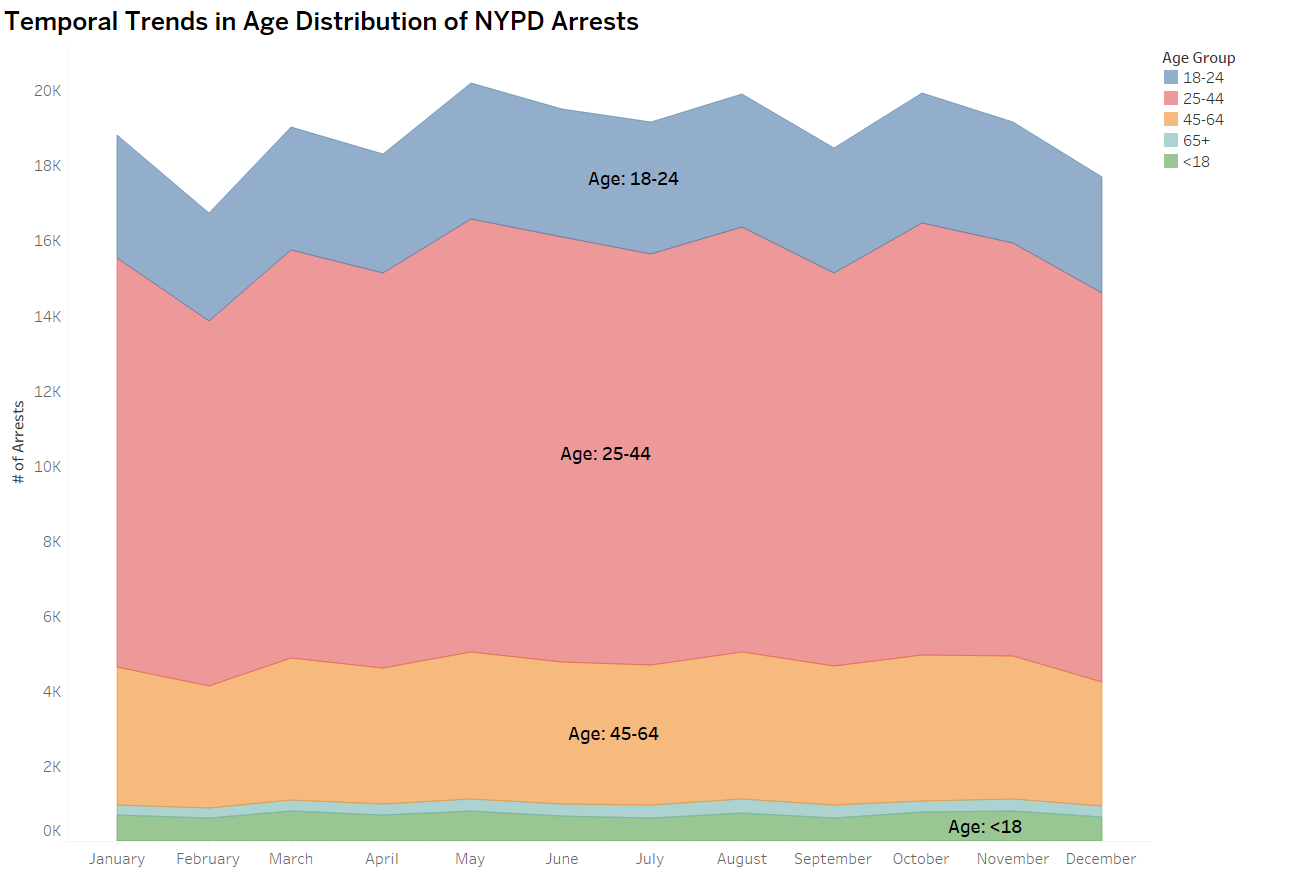 Temporal Trends in Age Distribution of NYPD Arrests
Age Group
18-24
25-44
45-64
65+
<18
# of Arrests
20K
18K
16K
14K
12K
10K
8K
6K
4K
2K
0K
Age: 18-24
Age: 25-44
Age: 45-64
Age: <18
January February March April May June July August September October November December